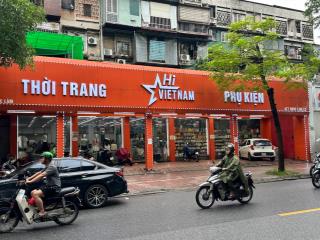 THỜI TRANG
Hi
VIETNAM
PHỤ KIỆN